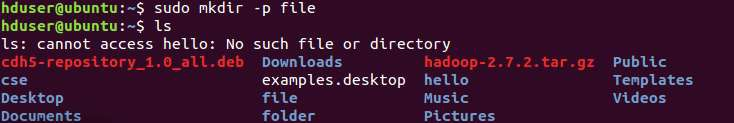 hduser@ubuntu:~$ sudo mkdir -p file
hduser@ubuntu:~$ ls
ls: cannot access hello: No such file or directory
cdh5-repository_1.0_all.deb Downloads hadoop-2.7.2.tar.gz Public
cse examples.desktop hello Templates
Desktop file Music Videos
Documents folder Pictures